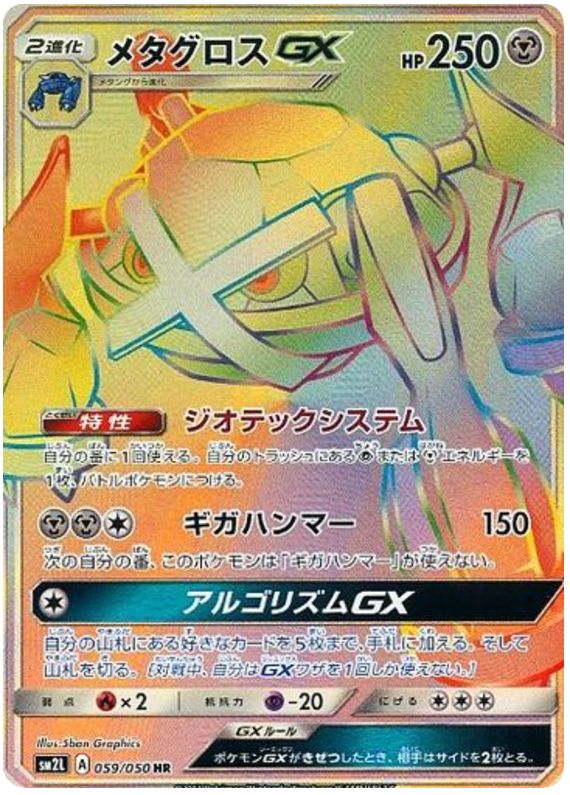 2進化
メタグロスGX
HP250
メタングから進化
とくせい
特性
ジオテックシステム
自分の番に1回使える。自分のトラッシュにあるまたはエネルギーを
1枚、バトルポケモンにつける。
ギガハンマー 150
次の自分の番、このポケモンは「ギガハンマー」が使えない。
アルゴリズムGX
自分の山札にある好きなカードを5枚まで、手札に加える。そして
山札を切る。[対戦中、自分はGXワザを1回しか使えない。]
弱点 ×2 抵抗力 -20 にげる
GXルール
Illus:5ban Graphics
ポケモンGXがきぜつしたとき、相手はサイドを2枚とる。
SM2L A 059/050 HR